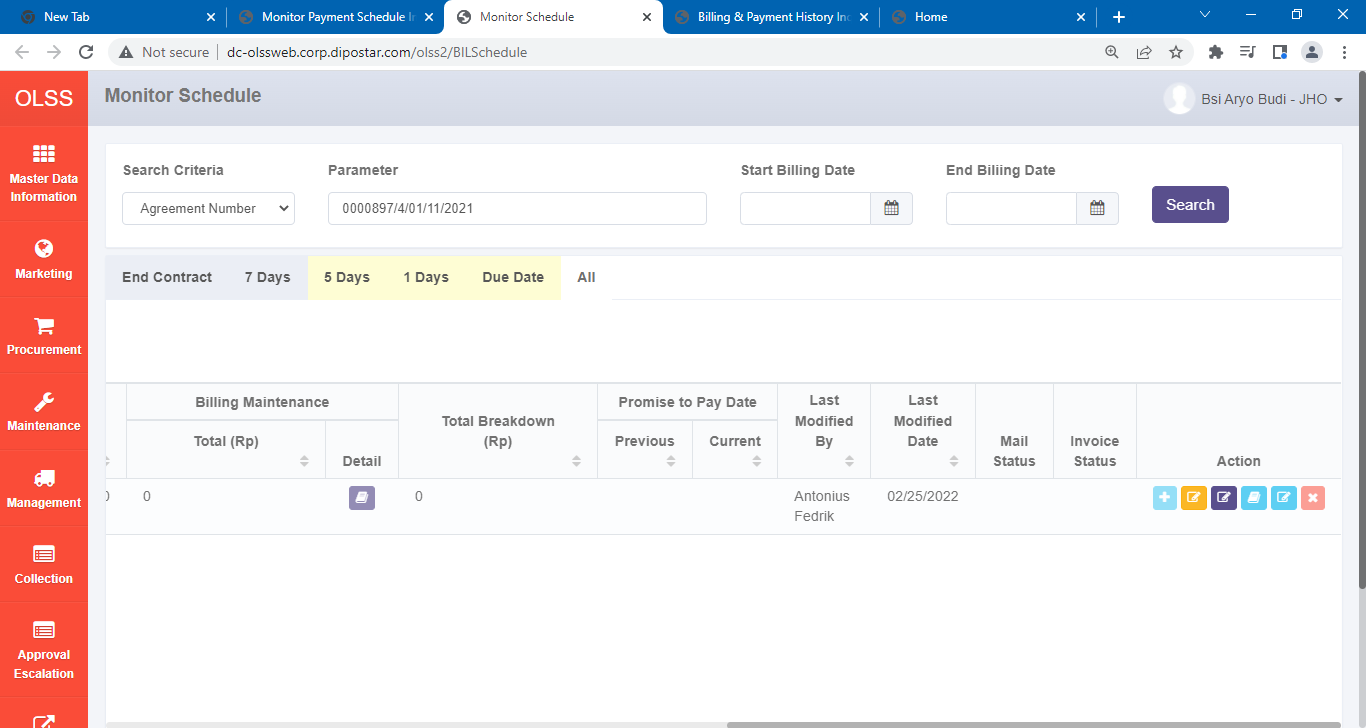 New Tab
Monitor Payment Schedule I
Monitor Schedule
Billing & Payment History In
Home
Not secure
dc-olssweb.corp.dipostar.com/olss2/BILSchedule
OLSS
Monitor Schedule
Bsi Aryo Budi - JHO
Master Data
Information
Marketing
Procurement
Maintenance
Management
Collection
Approval
Escalation
Search Criteria
Parameter
Start Billing Date
End Biliing Date
Agreement Number
0000897/4/01/11/2021
Search
End Contract
7 Days
5 Days
1 Days
Due Date
All
Billing Maintenance
Total (Rp)
Detail
Total Breakdown
(Rp)
Promise to Pay Date
Previous
Current
Last
Modified
By
Last
Modified
Date
Mail
Status
Invoice
Status
Action
0
0
Antonius
Fedrik
02/25/2022